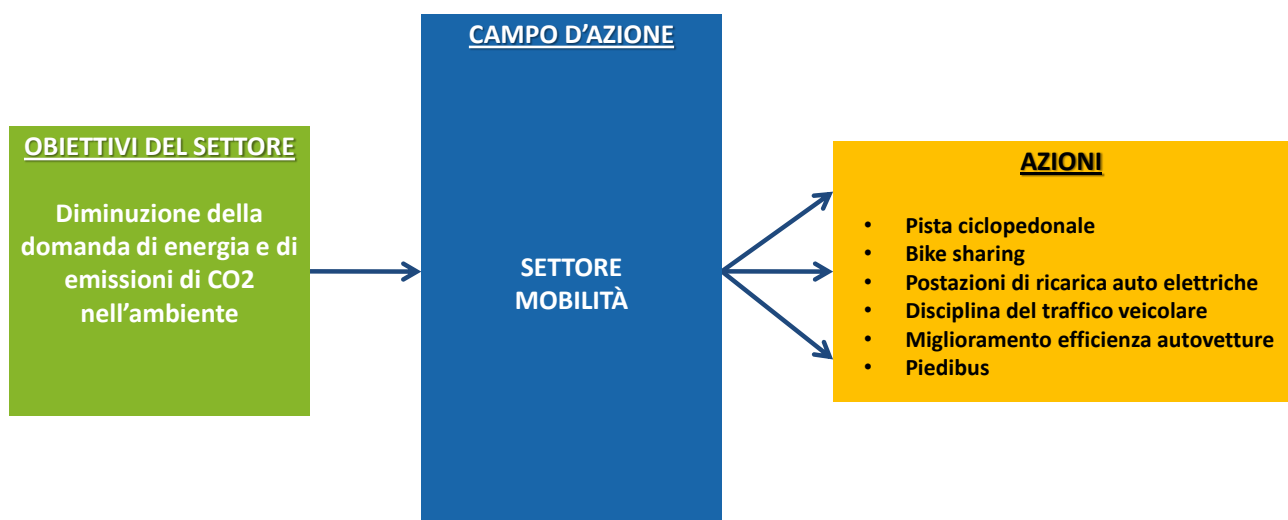 OBIETTIVI DEL SETTORE
Diminuzione della
domanda di energia e di
emissioni di CO2
nell’ambiente
CAMPO D’AZIONE
SETTORE
MOBILITÀ
AZIONI
• Pista ciclopedonale
• Bike sharing
• Postazioni di ricarica auto elettriche
• Disciplina del traffico veicolare
• Miglioramento efficienza autovetture
• Piedibus